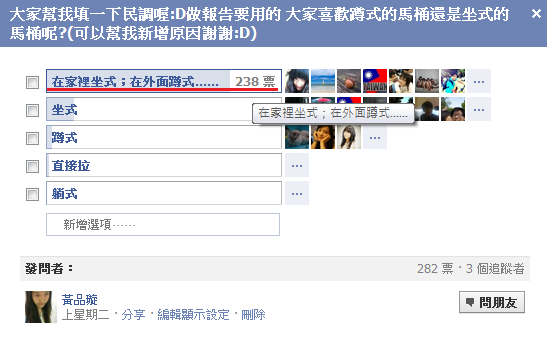 大家幫我填一下民調喔:D做報告要用的 大家喜歡蹲式的馬桶還是坐式的
馬桶呢?(可以幫我新增原因謝謝:D)
在家裡坐式；在外面蹲式...... 238 票
TAIWAN
坐式
在家裡坐式；在外面蹲式......
蹲式
直接拉
躺式
新增選項……
發問者： 282 票 · 3 個追蹤者
黃品璇
上星期二 · 分享 · 編輯顯示設定 · 刪除
問朋友